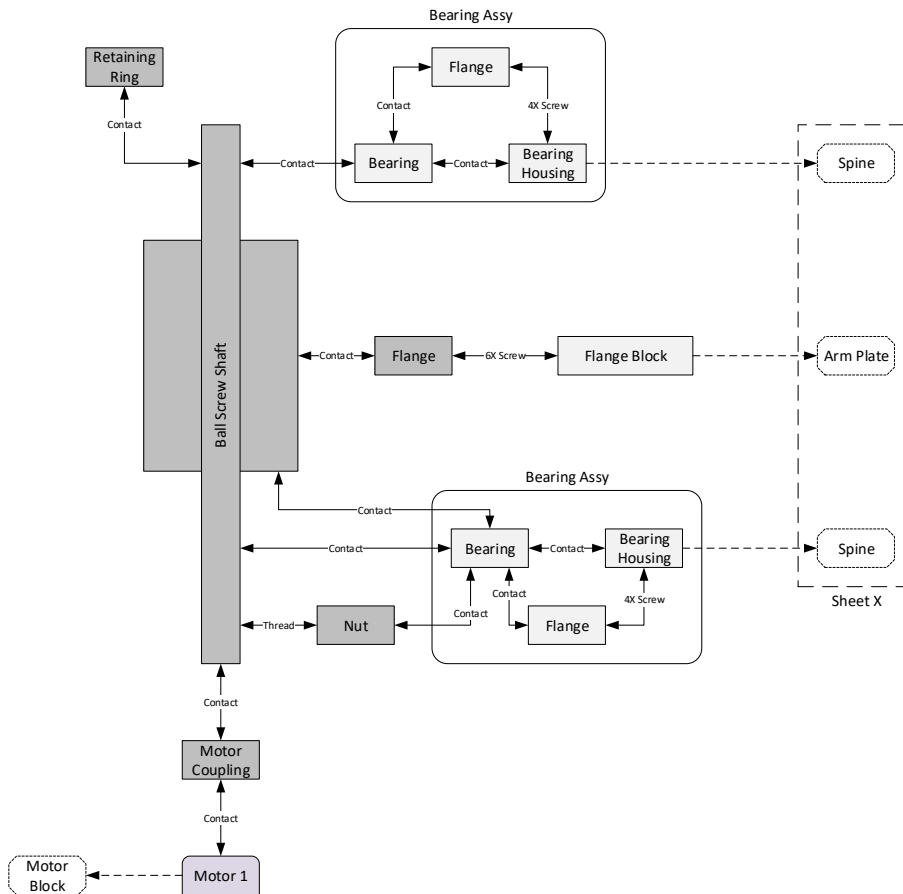 Bearing Assy
Retaining
Ring
Flange
Contact
4X Screw
Contact
Contact
Bearing
Contact
Bearing
Housing
Spine
Ball Screw Shaft
Contact
Flange
6X Screw
Flange Block
Arm Plate
Bearing Assy
Contact
Contact
Bearing
Contact
Bearing
Housing
Spine
Contact
4X Screw
Sheet X
Contact
Thread
Nut
Flange
Contact
Motor
Coupling
Contact
Motor
Block
Motor 1